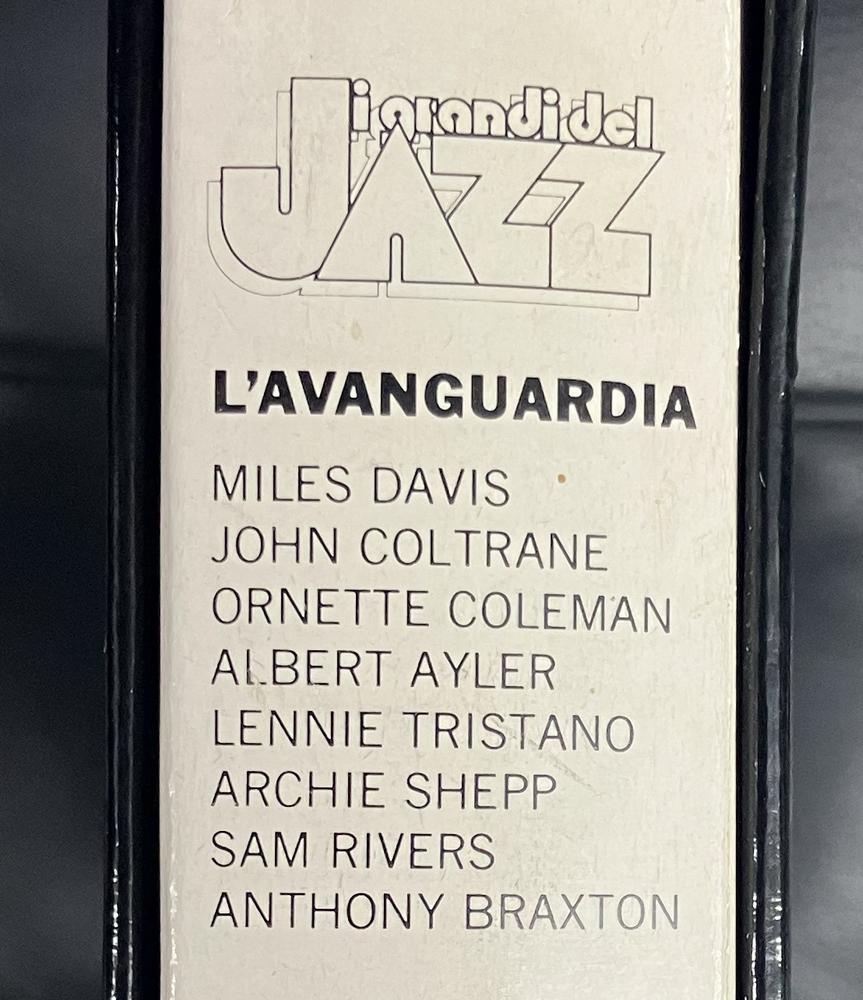 i grandi del
JAZZ
L'AVANGUARDIA
MILES DAVIS
JOHN COLTRANE
ORNETTE COLEMAN
ALBERT AYLER
LENNIE TRISTANO
ARCHIE SHEPP
SAM RIVERS
ANTHONY BRAXTON